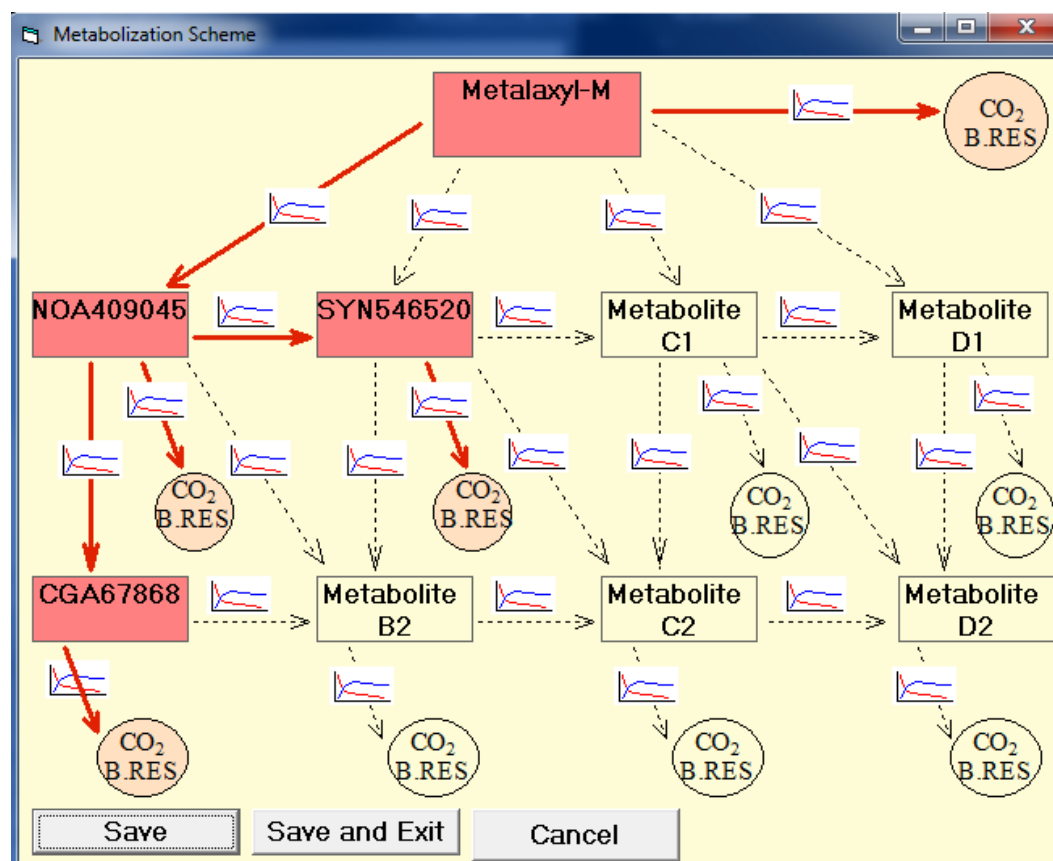 Metabolization Scheme
Metalaxyl-M
CO2
B.RES
NOA409045
SYN546520
Metabolite
C1
Metabolite
D1
CO2
B.RES
CO2
B.RES
CO2
B.RES
CO2
B.RES
CGA67868
Metabolite
B2
Metabolite
C2
Metabolite
D2
CO2
B.RES
CO2
B.RES
CO2
B.RES
CO2
B.RES
Save
Save and Exit
Cancel